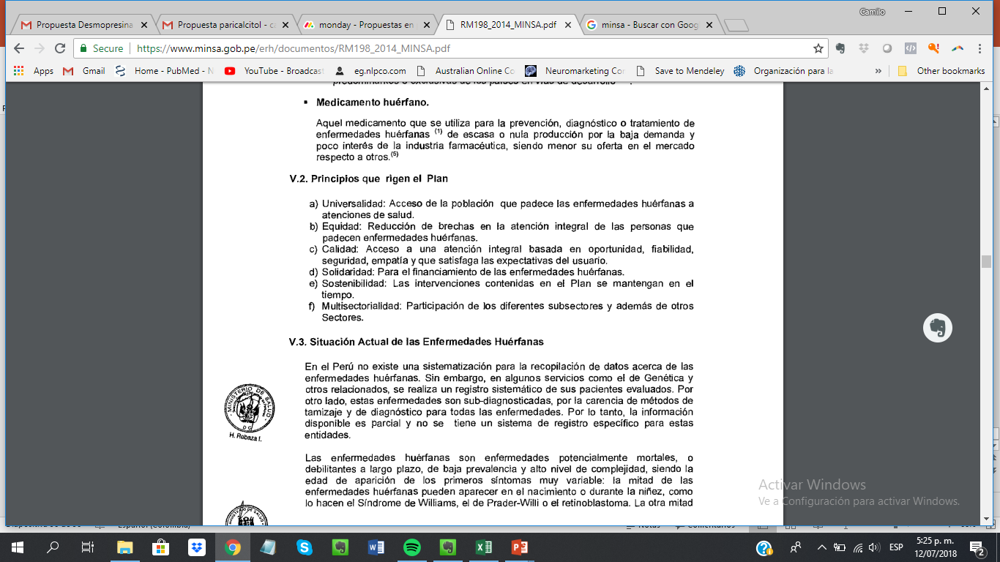 Camilo
Propuesta Desmopresina
Propuesta paricalcitol - c
monday - Propuestas en
RM198_2014_MINSA.pdf
minsa - Buscar con Goog
Secure
https://www.minsa.gob.pe/erh/documentos/RM198_2014_MINSA.pdf
Apps
Gmail
Home - PubMed - N
YouTube - Broadcast
eg.nlpco.com
Australian Online Co
Neuromarketing Con
Save to Mendeley
Organización para la
»
Other bookmarks
predominantes o exclusivas de los países en vías de desarrollo
▪ Medicamento huérfano.
Aquel medicamento que se utiliza para la prevención, diagnóstico o tratamiento de
enfermedades huérfanas (1) de escasa o nula producción por la baja demanda y
poco interés de la industria farmacéutica, siendo menor su oferta en el mercado
respecto a otros.(5)
V.2. Principios que rigen el Plan
a) Universalidad: Acceso de la población que padece las enfermedades huérfanas a
atenciones de salud.
b) Equidad: Reducción de brechas en la atención integral de las personas que
padecen enfermedades huérfanas.
c) Calidad: Acceso a una atención integral basada en oportunidad, fiabilidad,
seguridad, empatía y que satisfaga las expectativas del usuario.
d) Solidaridad: Para el financiamiento de las enfermedades huérfanas.
e) Sostenibilidad: Las intervenciones contenidas en el Plan se mantengan en el
tiempo.
f) Multisectorialidad: Participación de los diferentes subsectores y además de otros
Sectores.
V.3. Situación Actual de las Enfermedades Huérfanas
En el Perú no existe una sistematización para la recopilación de datos acerca de las
enfermedades huérfanas. Sin embargo, en algunos servicios como el de Genética y
otros relacionados, se realiza un registro sistemático de sus pacientes evaluados. Por
otro lado, estas enfermedades son sub-diagnosticadas, por la carencia de métodos de
tamizaje y de diagnóstico para todas las enfermedades. Por lo tanto, la información
disponible es parcial y no se tiene un sistema de registro específico para estas
entidades.
MINISTERIO DE SALUD
H. Rebaza I.
Las enfermedades huérfanas son enfermedades potencialmente mortales, o
debilitantes a largo plazo, de baja prevalencia y alto nivel de complejidad, siendo la
edad de aparición de los primeros síntomas muy variable: la mitad de las
enfermedades huérfanas pueden aparecer en el nacimiento o durante la niñez, como
lo hacen el Síndrome de Williams, el de Prader-Willi o el retinoblastoma. La otra mitad
Activar Windows
Ve a Configuración para activar Windows.
Español (Colombia)
Notas
Comentarios
ESP
5:25 p. m.
12/07/2018
2